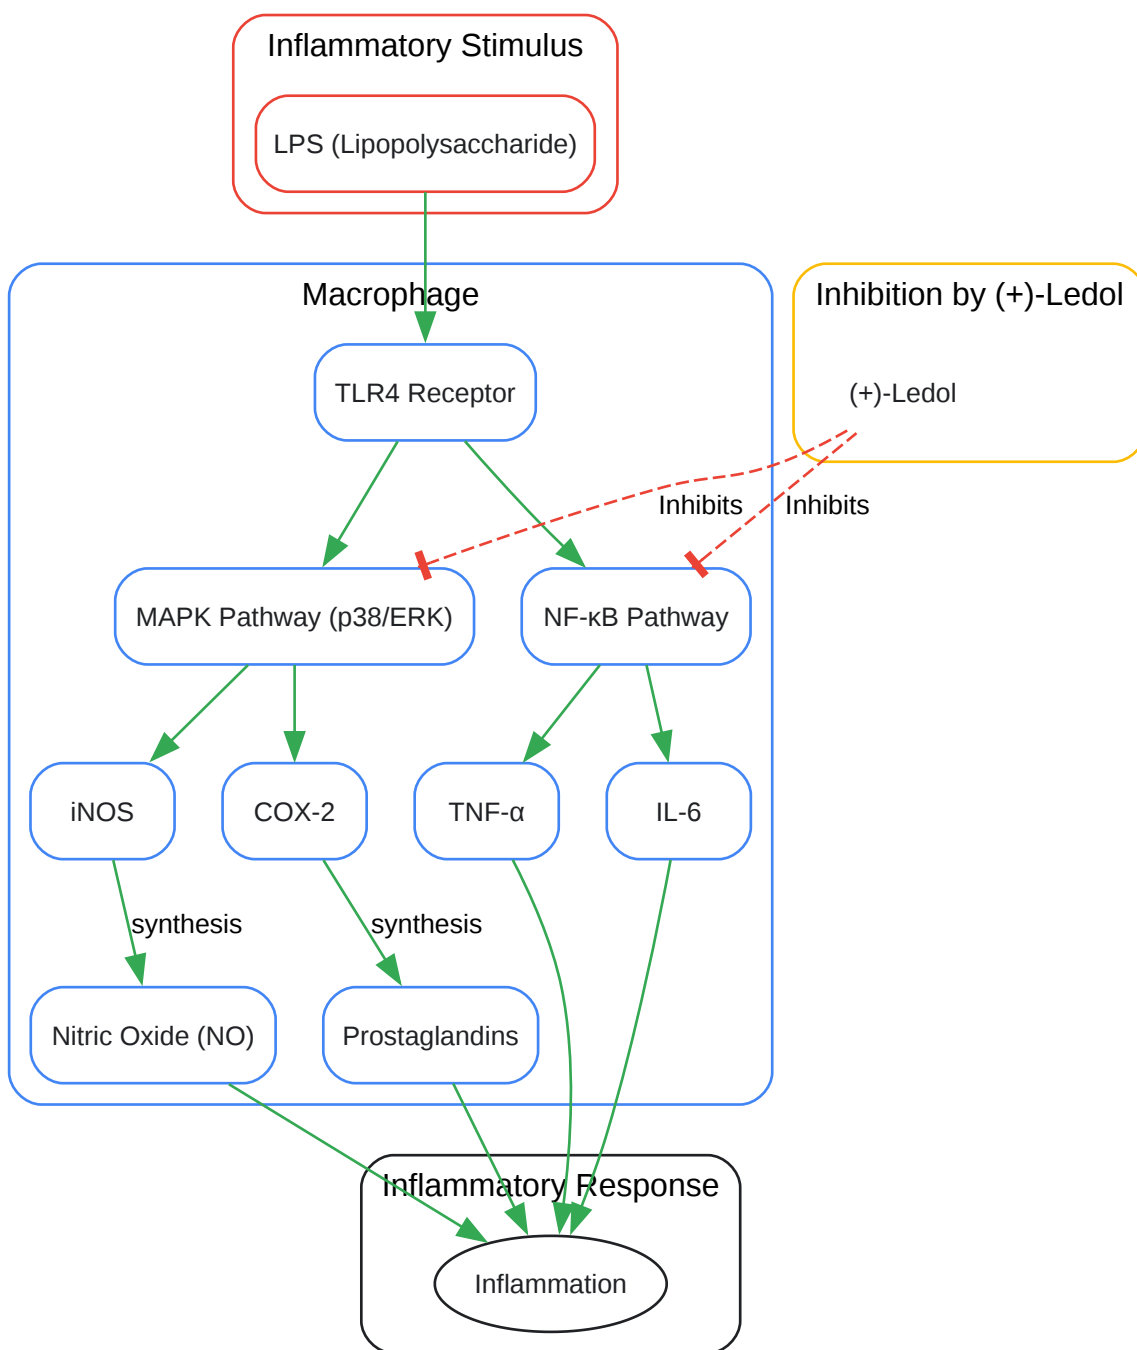 Inflammatory Stimulus
LPS (Lipopolysaccharide)
Macrophage
Inhibition by (+)-Ledol
TLR4 Receptor
(+)-Ledol
Inhibits
Inhibits
MAPK Pathway (p38/ERK)
NF-κB Pathway
iNOS
COX-2
TNF-α
IL-6
synthesis
synthesis
Nitric Oxide (NO)
Prostaglandins
Inflammatory Response
Inflammation